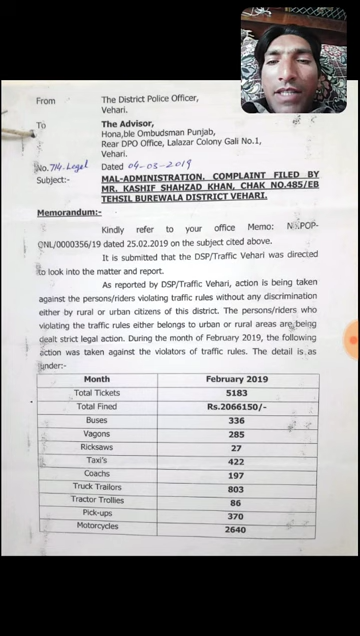 From The District Police Officer,
Vehari.
To The Advisor,
Hona,ble Ombudsman Punjab,
Rear DPO Office, Lalazar Colony Gali No.1,
Vehari.
No. 714-Legal Dated 04-03-2019
Subject:- MAL-ADMINISTRATION. COMPLAINT FILED BY
MR. KASHIF SHAHZAD KHAN, CHAK NO.485/EB
TEHSIL BUREWALA DISTRICT VEHARI.
Memorandum:-
Kindly refer to your office Memo: No.POP-
ONL/0000356/19 dated 25.02.2019 on the subject cited above.
It is submitted that the DSP/Traffic Vehari was directed
to look into the matter and report.
As reported by DSP/Traffic Vehari, action is being taken
against the persons/riders violating traffic rules without any discrimination
either by rural or urban citizens of this district. The persons/riders who
violating the traffic rules either belongs to urban or rural areas are being
dealt strict legal action. During the month of February 2019, the following
action was taken against the violators of traffic rules. The detail is as
under:-
Month February 2019
Total Tickets 5183
Total Fined Rs.2066150/-
Buses 336
Vagons 285
Ricksaws 27
Taxi's 422
Coachs 197
Truck Trailors 803
Tractor Trollies 86
Pick-ups 370
Motorcycles 2640